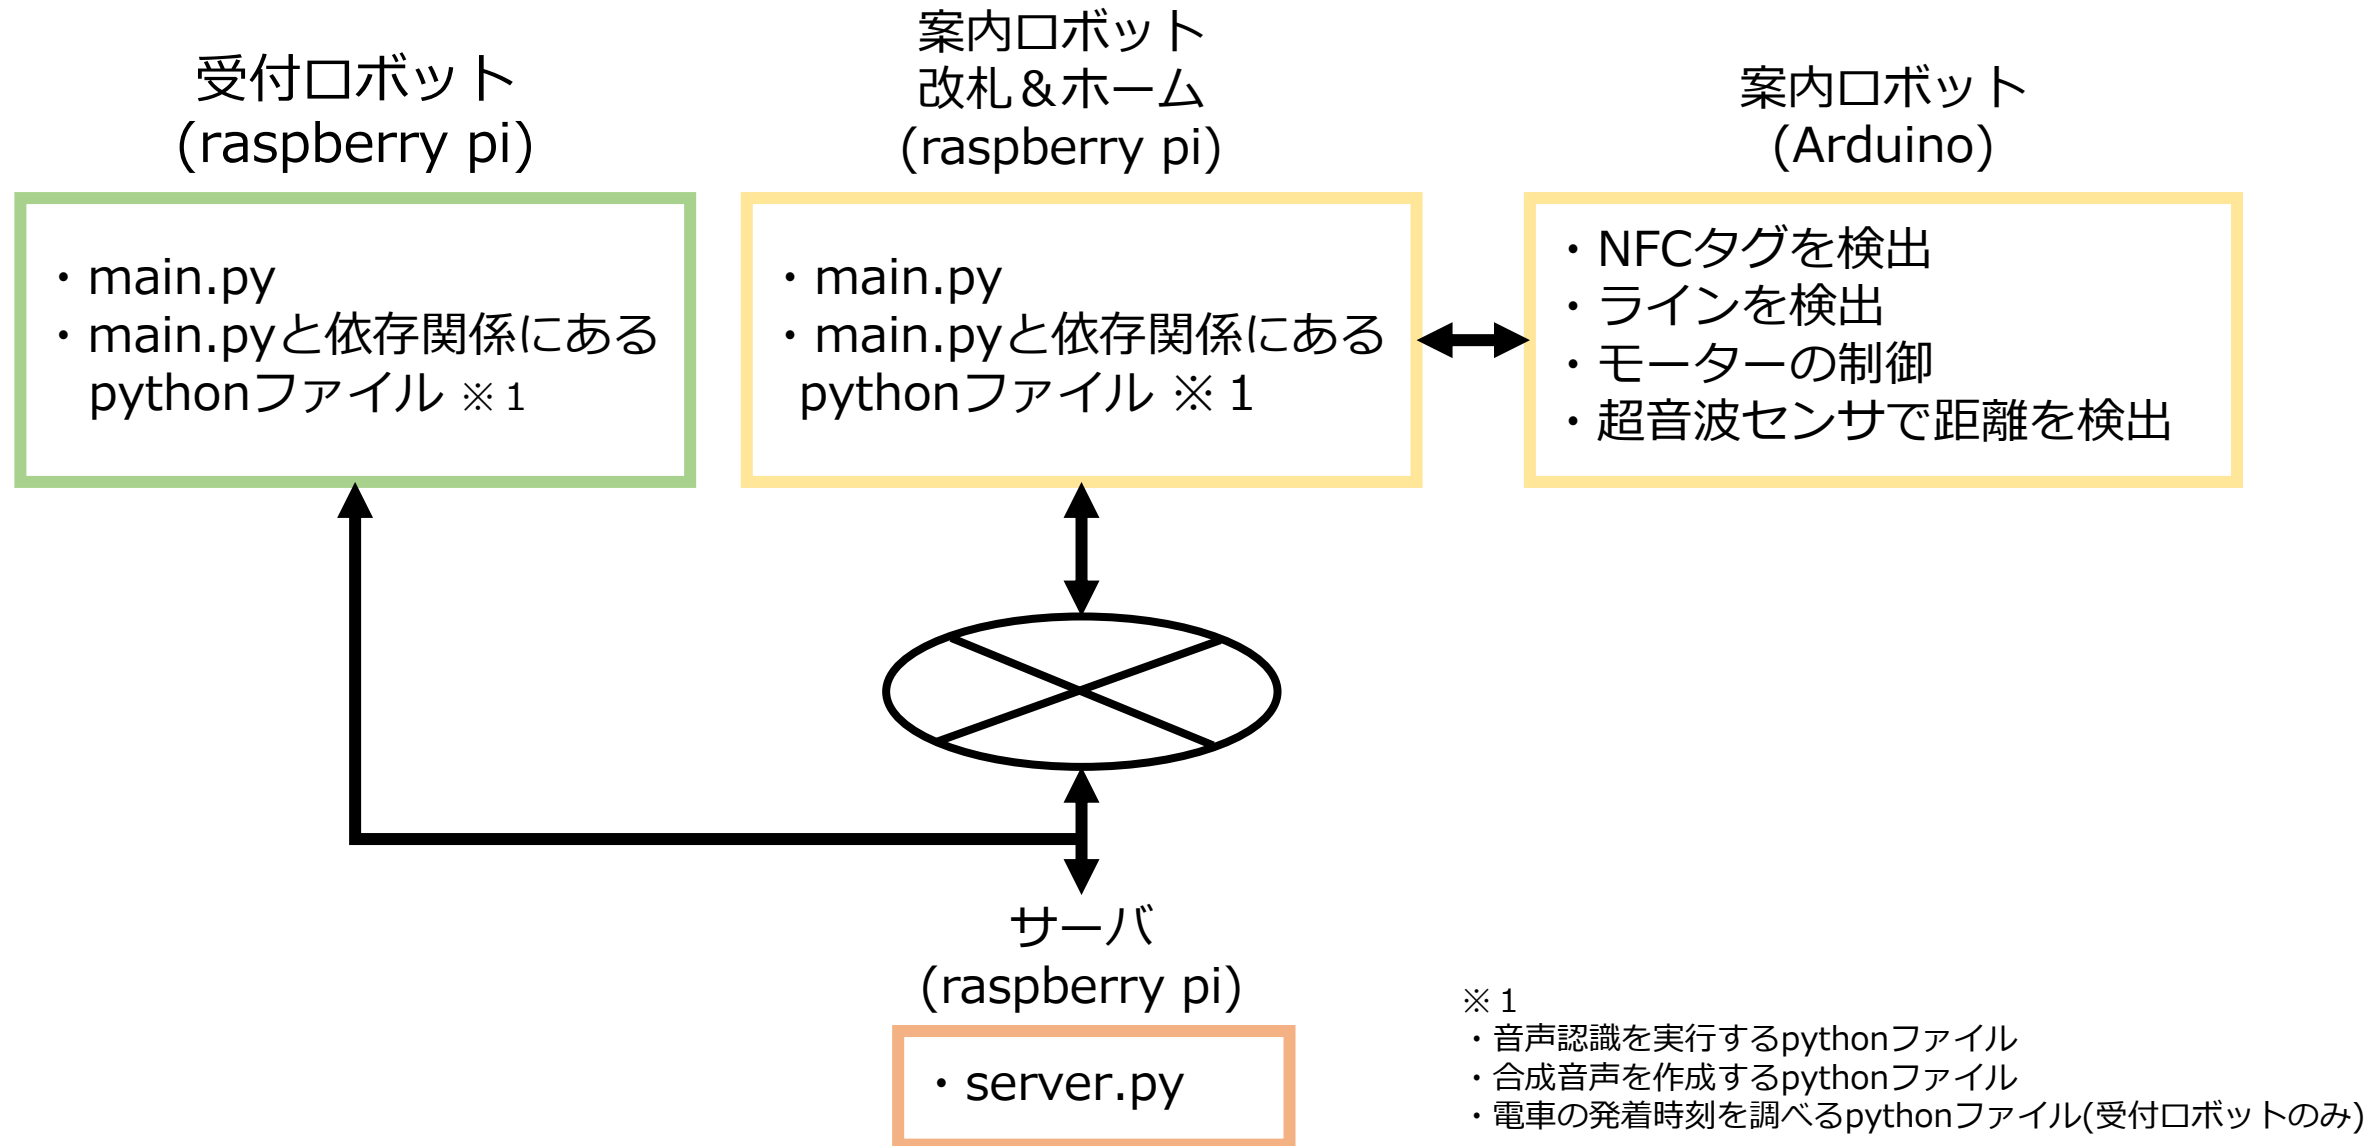 受付ロボット
(raspberry pi)
・main.py
・main.pyと依存関係にある
pythonファイル ※１
案内ロボット
改札＆ホーム
(raspberry pi)
・main.py
・main.pyと依存関係にある
pythonファイル ※１
案内ロボット
(Arduino)
・NFCタグを検出
・ラインを検出
・モーターの制御
・超音波センサで距離を検出
サーバ
(raspberry pi)
・server.py
※１
・音声認識を実行するpythonファイル
・合成音声を作成するpythonファイル
・電車の発着時刻を調べるpythonファイル(受付ロボットのみ)